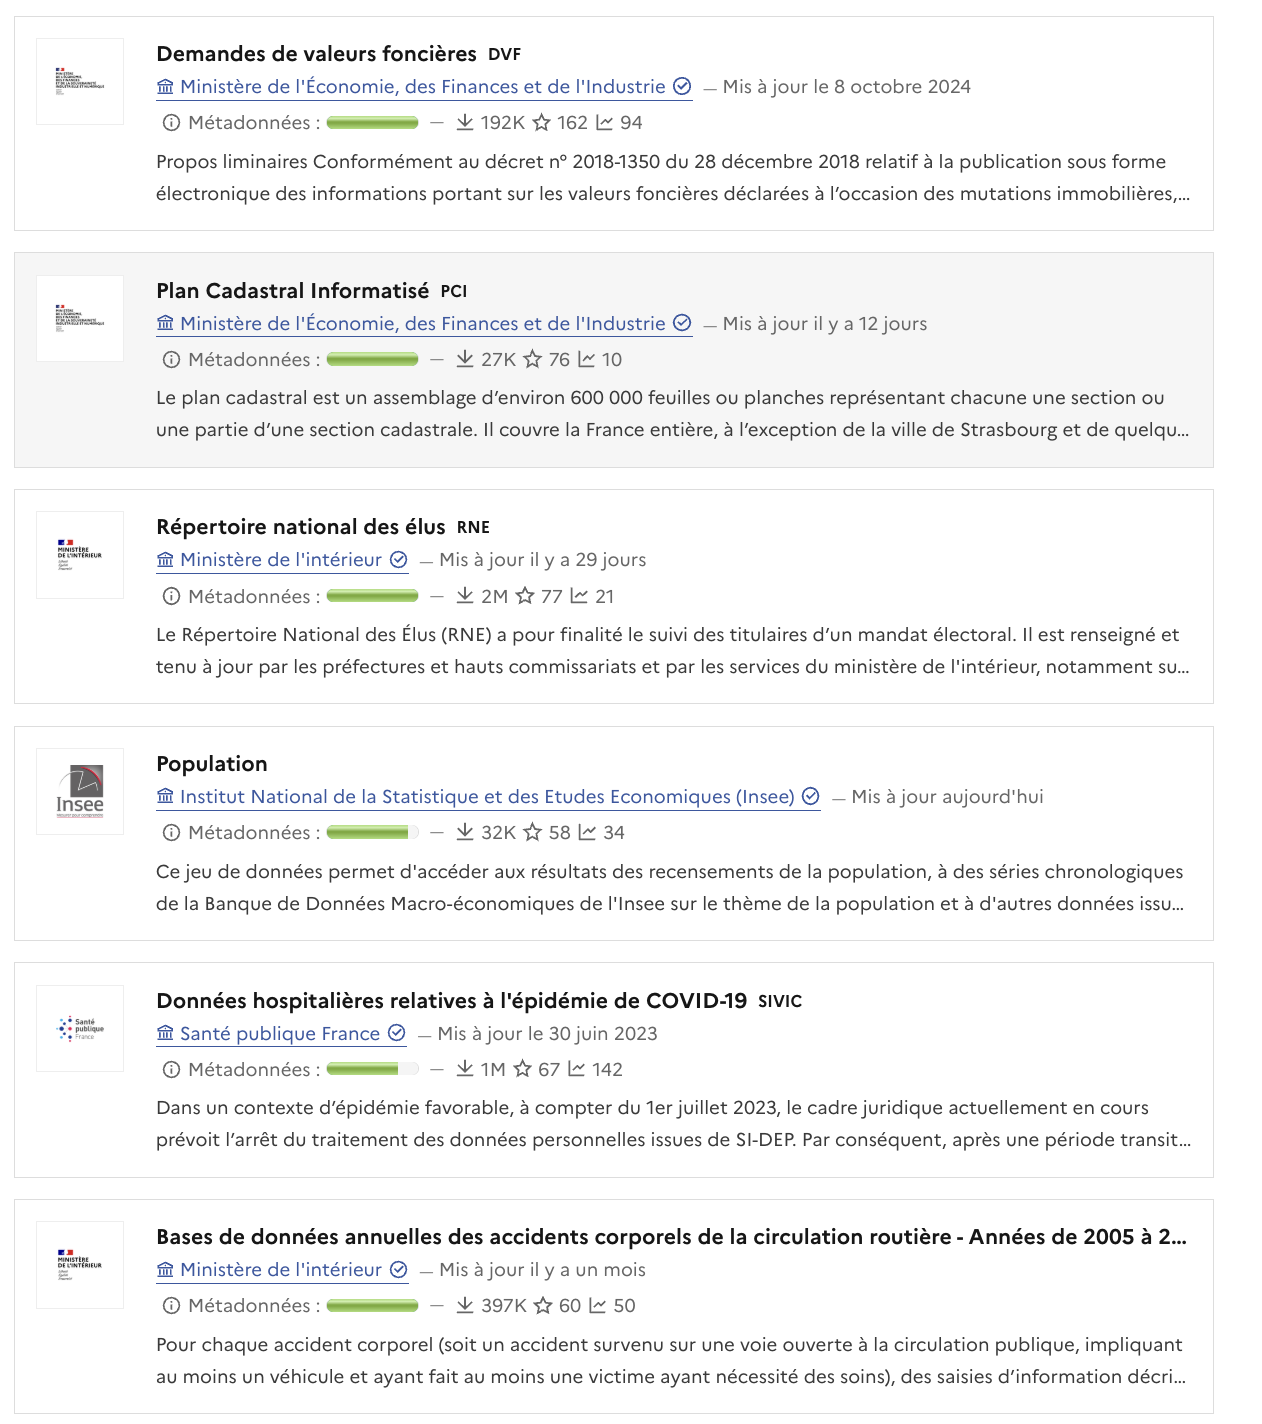 Demandes de valeurs foncières DVF
Ministère de l'Économie, des Finances et de l'Industrie — Mis à jour le 8 octobre 2024
Métadonnées : — 192K 162 94
Propos liminaires Conformément au décret n° 2018-1350 du 28 décembre 2018 relatif à la publication sous forme
électronique des informations portant sur les valeurs foncières déclarées à l’occasion des mutations immobilières,…
Plan Cadastral Informatisé PCI
Ministère de l'Économie, des Finances et de l'Industrie — Mis à jour il y a 12 jours
Métadonnées : — 27K 76 10
Le plan cadastral est un assemblage d’environ 600 000 feuilles ou planches représentant chacune une section ou
une partie d’une section cadastrale. Il couvre la France entière, à l’exception de la ville de Strasbourg et de quelqu…
MINISTÈRE
DE L'INTÉRIEUR
Répertoire national des élus RNE
Ministère de l'intérieur — Mis à jour il y a 29 jours
Métadonnées : — 2M 77 21
Le Répertoire National des Élus (RNE) a pour finalité le suivi des titulaires d’un mandat électoral. Il est renseigné et
tenu à jour par les préfectures et hauts commissariats et par les services du ministère de l'intérieur, notamment su…
Insee
Population
Institut National de la Statistique et des Etudes Economiques (Insee) — Mis à jour aujourd'hui
Métadonnées : — 32K 58 34
Ce jeu de données permet d'accéder aux résultats des recensements de la population, à des séries chronologiques
de la Banque de Données Macro-économiques de l'Insee sur le thème de la population et à d'autres données issu…
Santé
publique
France
Données hospitalières relatives à l'épidémie de COVID-19 SIVIC
Santé publique France — Mis à jour le 30 juin 2023
Métadonnées : — 1M 67 142
Dans un contexte d’épidémie favorable, à compter du 1er juillet 2023, le cadre juridique actuellement en cours
prévoit l’arrêt du traitement des données personnelles issues de SI-DEP. Par conséquent, après une période transit…
MINISTÈRE
DE L'INTÉRIEUR
Bases de données annuelles des accidents corporels de la circulation routière - Années de 2005 à 2…
Ministère de l'intérieur — Mis à jour il y a un mois
Métadonnées : — 397K 60 50
Pour chaque accident corporel (soit un accident survenu sur une voie ouverte à la circulation publique, impliquant
au moins un véhicule et ayant fait au moins une victime ayant nécessité des soins), des saisies d’information décri…